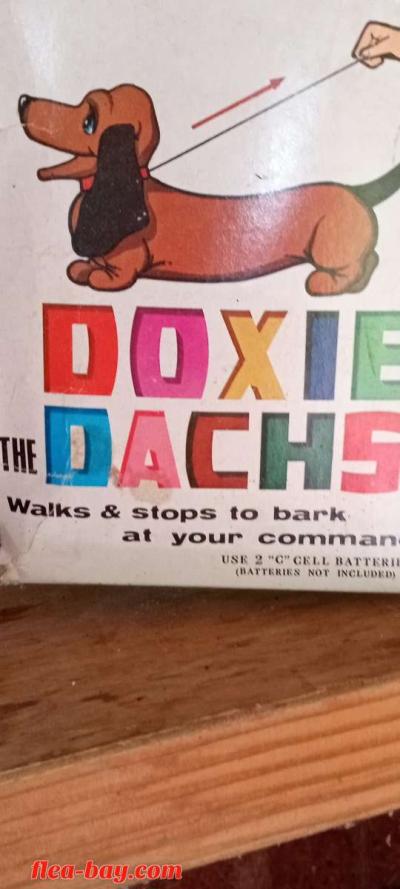 DOXIE
THE DACHS
Walks & stops to bark
at your comman
USE 2 "C" CELL BATTERIE
(BATTERIES NOT INCLUDED)
flea-bay.com